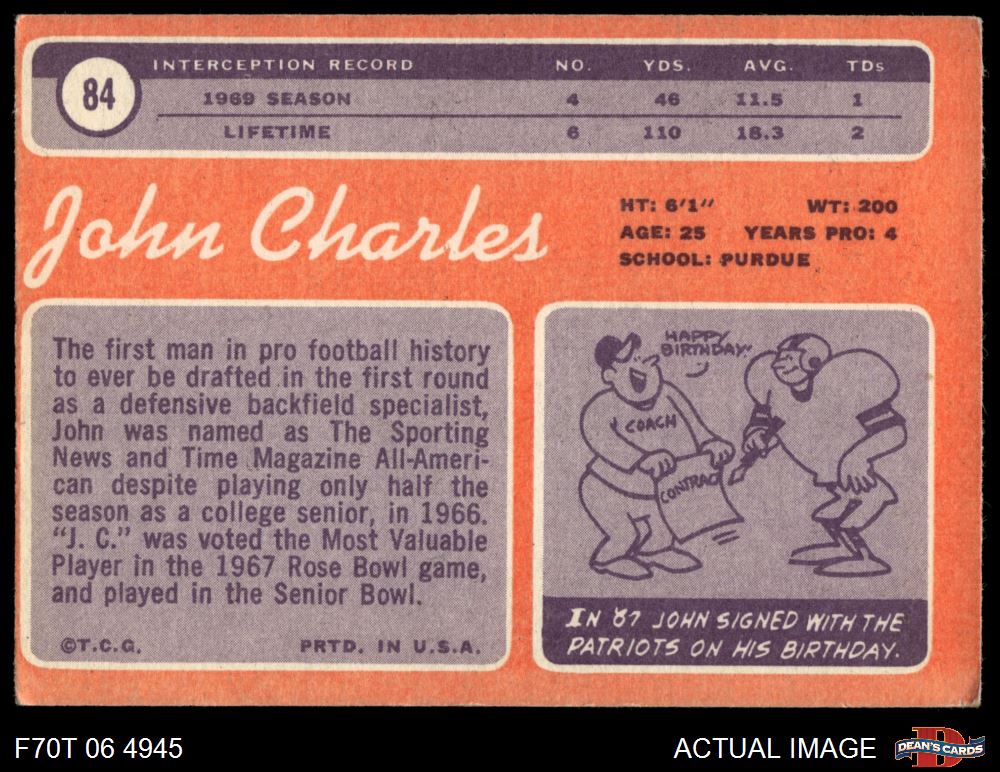 84
INTERCEPTION RECORD NO. YDS. AVG. TDs
1969 SEASON 4 46 11.5 1
LIFETIME 6 110 18.3 2
John Charles
HT: 6'1" WT: 200
AGE: 25 YEARS PRO: 4
SCHOOL: PURDUE
The first man in pro football history
to ever be drafted in the first round
as a defensive backfield specialist,
John was named as The Sporting
News and Time Magazine All-Ameri-
can despite playing only half the
season as a college senior, in 1966.
"J. C." was voted the Most Valuable
Player in the 1967 Rose Bowl game,
and played in the Senior Bowl.
©T.C.G. PRTD. IN U.S.A.
HAPPY
BIRTHDAY!
COACH
CONTRACT
IN '67 JOHN SIGNED WITH THE
PATRIOTS ON HIS BIRTHDAY.
F70T 06 4945
ACTUAL IMAGE
D
DEAN'S CARDS